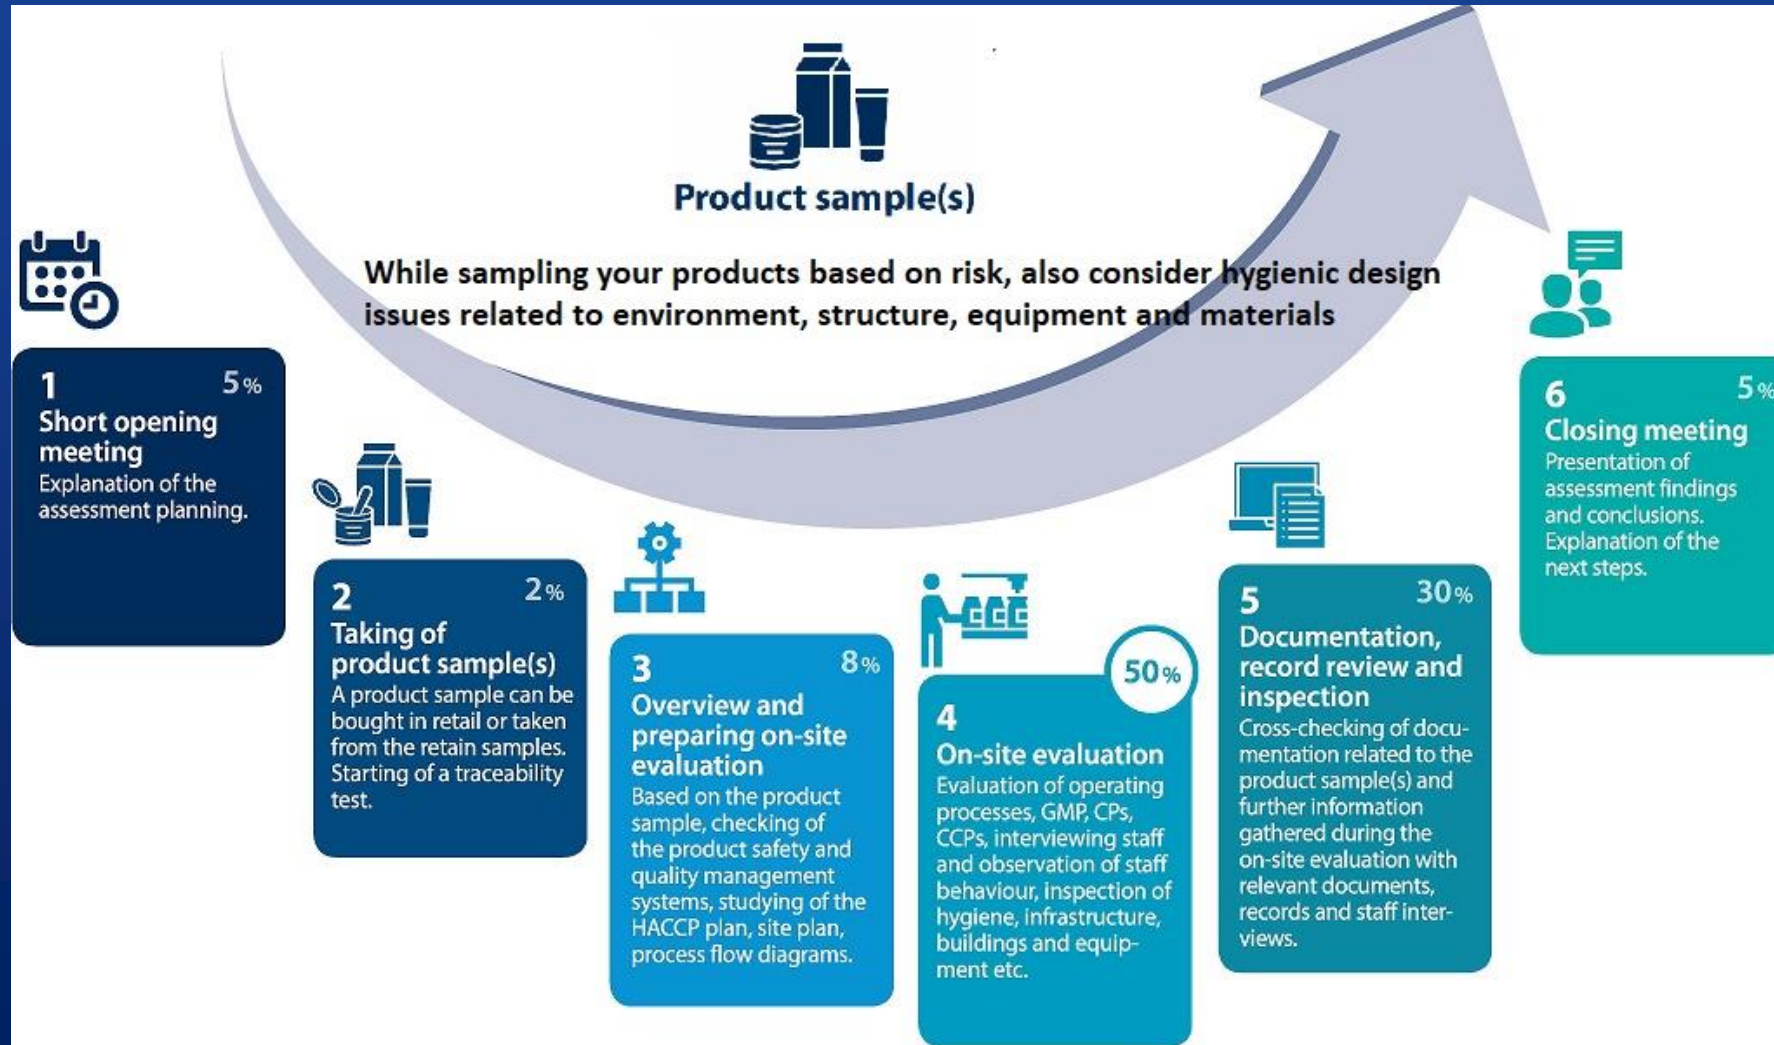 Product sample(s)
While sampling your products based on risk, also consider hygienic design
issues related to environment, structure, equipment and materials
1
5%
Short opening
meeting
Explanation of the
assessment planning.
2
2%
Taking of
product sample(s)
A product sample can be
bought in retail or taken
from the retain samples.
Starting of a traceability
test.
3
8%
Overview and
preparing on-site
evaluation
Based on the product
sample, checking of
the product safety and
quality management
systems, studying of the
HACCP plan, site plan,
process flow diagrams.
4
50%
On-site evaluation
Evaluation of operating
processes, GMP, CPs,
CCPs, interviewing staff
and observation of staff
behaviour, inspection of
hygiene, infrastructure,
buildings and equip-
ment etc.
5
30%
Documentation,
record review and
inspection
Cross-checking of docu-
mentation related to the
product sample(s) and
further information
gathered during the
on-site evaluation with
relevant documents,
records and staff inter-
views.
6
5%
Closing meeting
Presentation of
assessment findings
and conclusions.
Explanation of the
next steps.